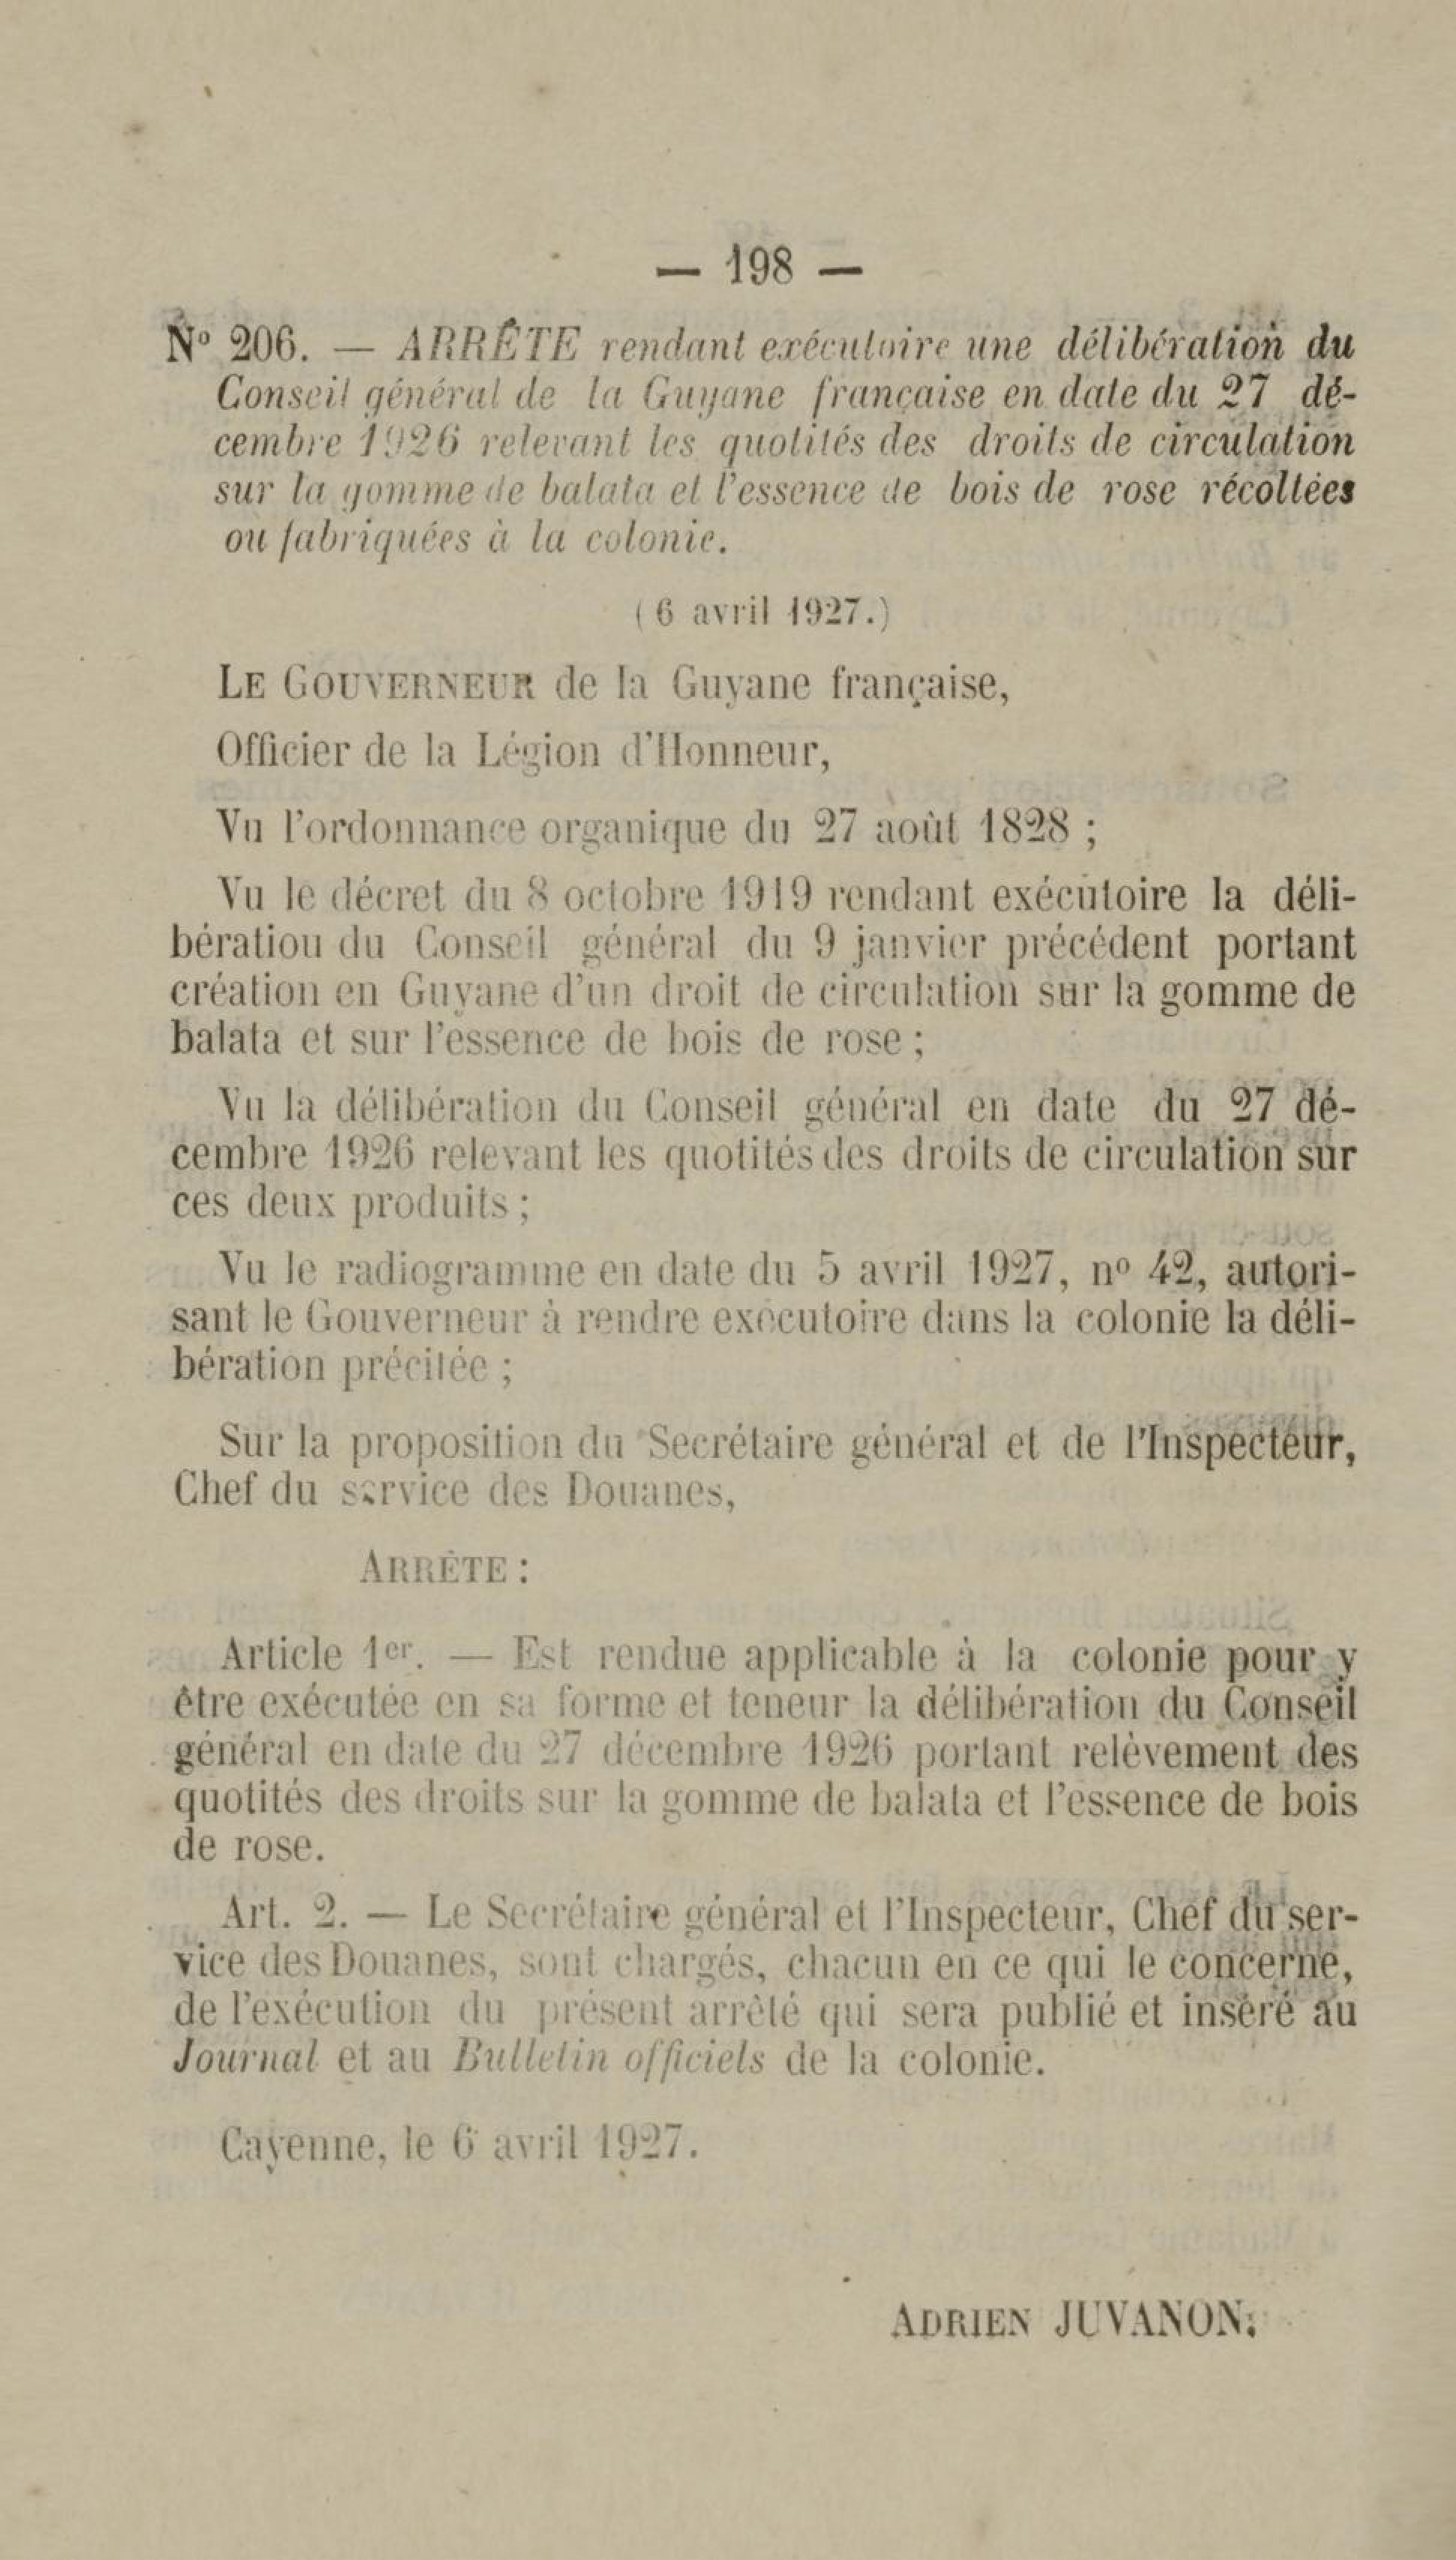 — 198 —
Nº 206. — ARRÊTE rendant exécutoire une délibération du
Conseil général de la Guyane française en date du 27 dé-
cembre 1926 relevant les quotités des droits de circulation
sur la gomme de balata et l'essence de bois de rose récoltées
ou fabriquées à la colonie.
(6 avril 1927.)
LE GOUVERNEUR de la Guyane française,
Officier de la Légion d'Honneur,
Vu l'ordonnance organique du 27 août 1828 ;
Vu le décret du 8 octobre 1919 rendant exécutoire la déli-
bératiou du Conseil général du 9 janvier précédent portant
création en Guyane d'un droit de circulation sur la gomme de
balata et sur l'essence de bois de rose ;
Vu la délibération du Conseil général en date du 27 dé-
cembre 1926 relevant les quotités des droits de circulation sur
ces deux produits ;
Vu le radiogramme en date du 5 avril 1927, nº 42, autori-
sant le Gouverneur à rendre exécutoire dans la colonie la déli-
bération précitée ;
Sur la proposition du Secrétaire général et de l'Inspecteur,
Chef du service des Douanes,
ARRÊTE :
Article 1er. — Est rendue applicable à la colonie pour y
être exécutée en sa forme et teneur la délibération du Conseil
général en date du 27 décembre 1926 portant relèvement des
quotités des droits sur la gomme de balata et l'essence de bois
de rose.
Art. 2. — Le Secrétaire général et l'Inspecteur, Chef du ser-
vice des Douanes, sont chargés, chacun en ce qui le concerne,
de l'exécution du présent arrêté qui sera publié et inséré au
Journal et au Bulletin officiels de la colonie.
Cayenne, le 6 avril 1927.
ADRIEN JUVANON.